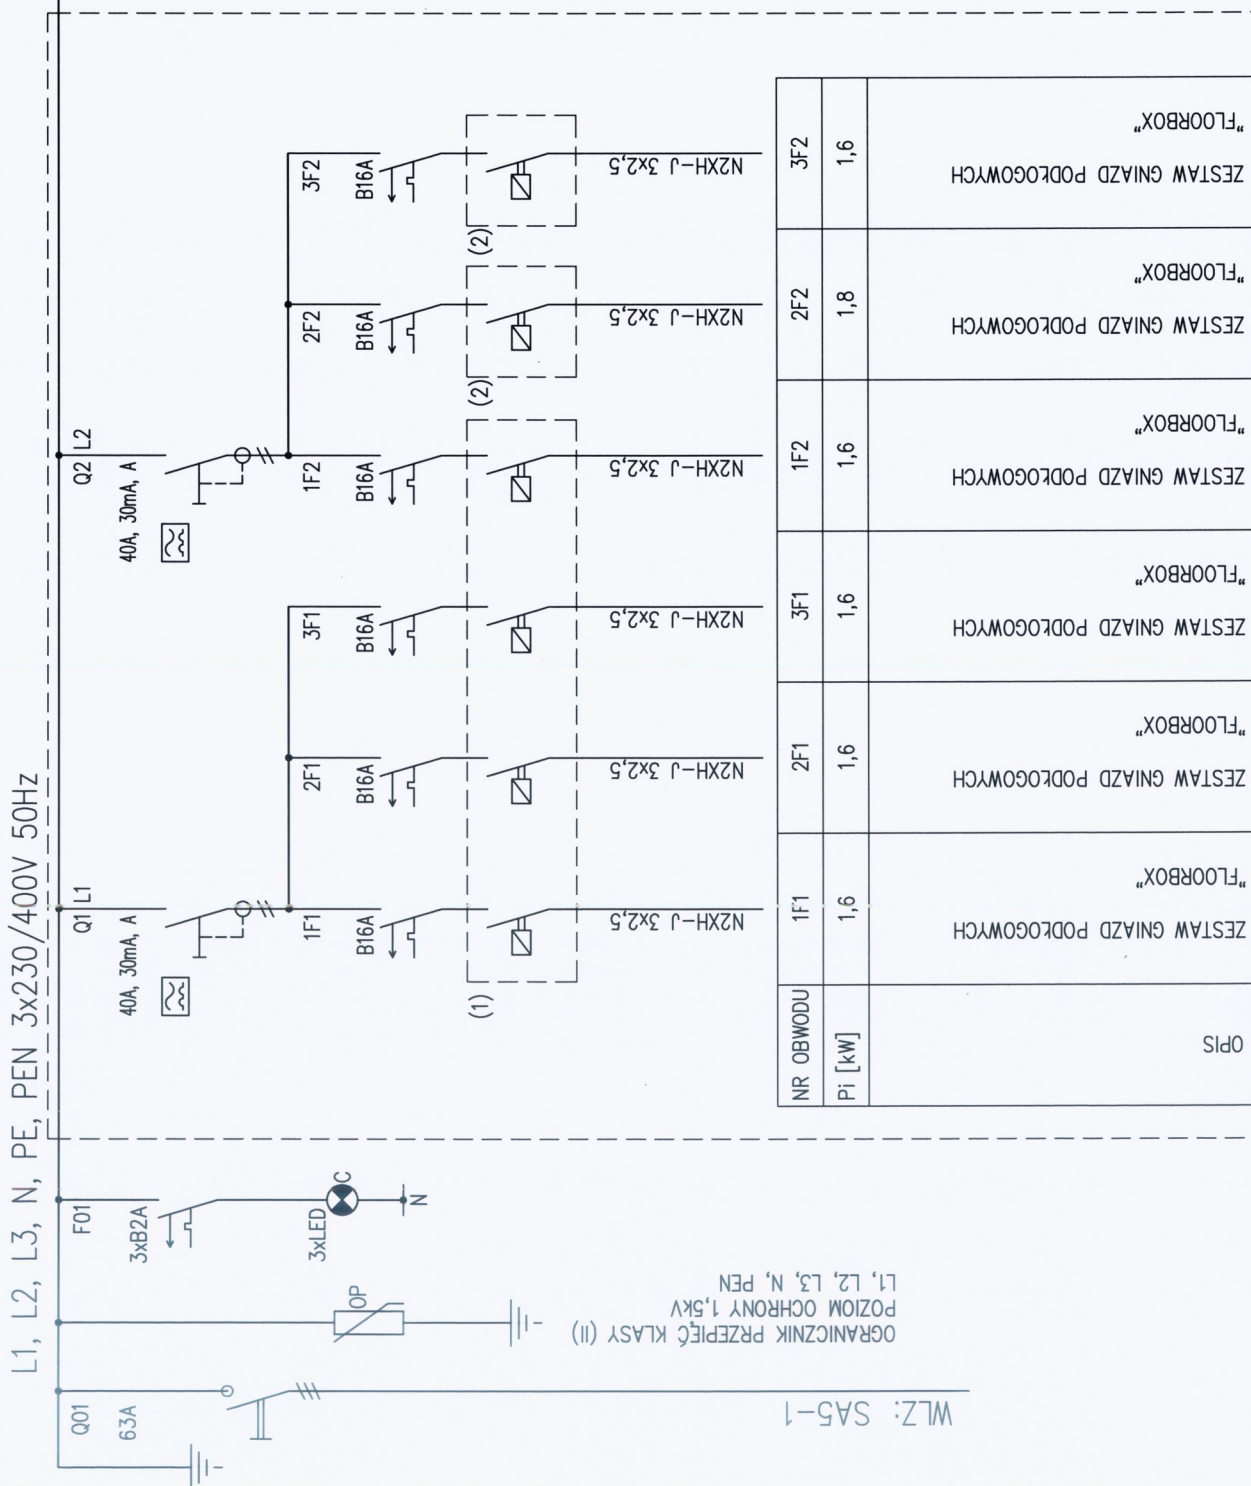 L1, L2, L3, N, PE, PEN 3x230/400V 50Hz
Q01
63A
WLZ: SA5-1
OP
OGRANICZNIK PRZEPIĘĆ KLASY (II)
POZIOM OCHRONY 1,5kV
L1, L2, L3, N, PEN
F01
3xB2A
3xLED
C
N
Q1 L1
40A, 30mA, A
1F1
B16A
N2XH-J 3x2,5
2F1
B16A
N2XH-J 3x2,5
3F1
B16A
N2XH-J 3x2,5
(1)
Q2 L2
40A, 30mA, A
1F2
B16A
N2XH-J 3x2,5
2F2
B16A
(2)
N2XH-J 3x2,5
3F2
B16A
(2)
N2XH-J 3x2,5
NR OBWODU 1F1 2F1 3F1 1F2 2F2 3F2
Pi [kW] 1,6 1,6 1,6 1,6 1,8 1,6
OPIS
ZESTAW GNIAZD PODŁOGOWYCH
"FLOORBOX"
ZESTAW GNIAZD PODŁOGOWYCH
"FLOORBOX"
ZESTAW GNIAZD PODŁOGOWYCH
"FLOORBOX"
ZESTAW GNIAZD PODŁOGOWYCH
"FLOORBOX"
ZESTAW GNIAZD PODŁOGOWYCH
"FLOORBOX"
ZESTAW GNIAZD PODŁOGOWYCH
"FLOORBOX"